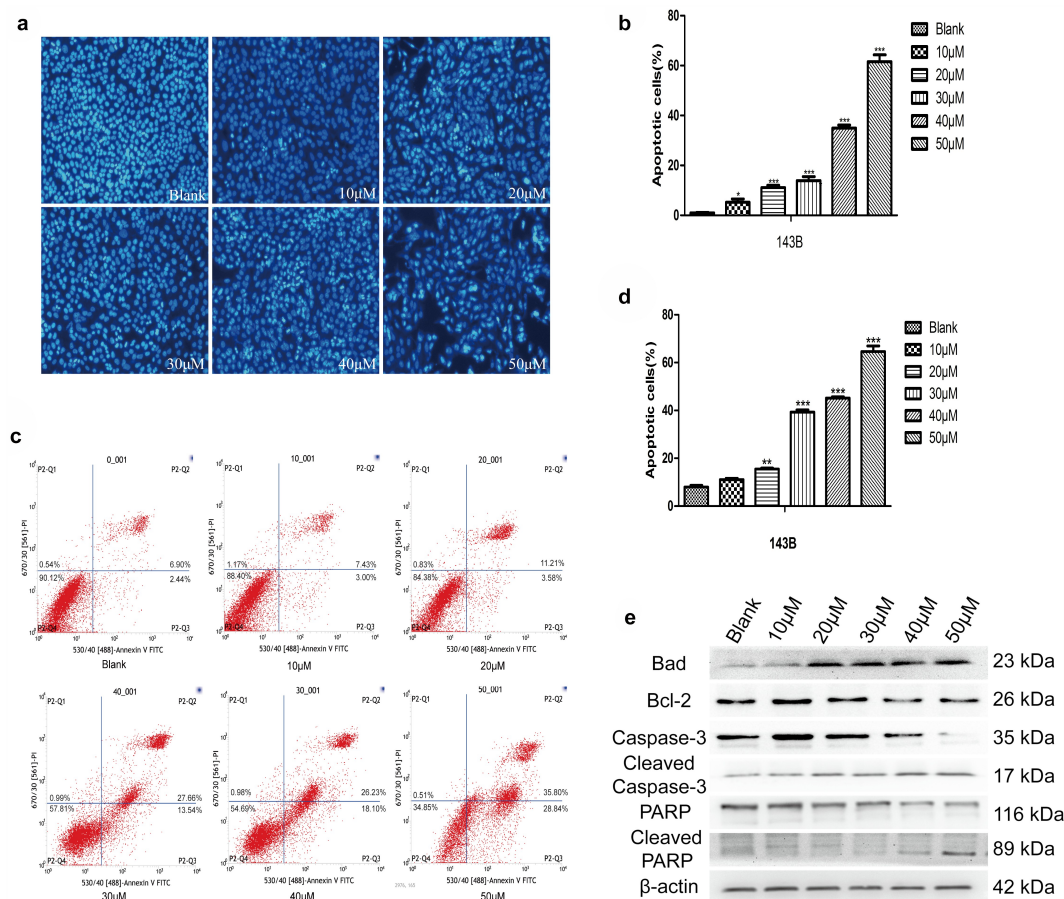 a
Blank
10μM
20μM
30μM
40μM
50μM
b
Apoptotic cells(%)
80
60
40
20
0
***
***
***
***
*
143B
Blank
10μM
20μM
30μM
40μM
50μM
d
Apoptotic cells(%)
80
60
40
20
0
***
***
***
**
143B
Blank
10μM
20μM
30μM
40μM
50μM
c
0_001
P2-Q1
P2-Q2
670/30 [561]-PI
0.54%
6.90%
90.12%
2.44%
P2-Q4
P2-Q3
530/40 [488]-Annexin V FITC
Blank
10_001
P2-Q1
P2-Q2
670/30 [561]-PI
1.17%
7.43%
88.40%
3.00%
P2-Q4
P2-Q3
530/40 [488]-Annexin V FITC
10μM
20_001
P2-Q1
P2-Q2
670/30 [561]-PI
0.83%
11.21%
84.38%
3.58%
P2-Q4
P2-Q3
530/40 [488]-Annexin V FITC
20μM
40_001
P2-Q1
P2-Q2
670/30 [561]-PI
0.99%
27.66%
57.81%
13.54%
P2-Q4
P2-Q3
530/40 [488]-Annexin V FITC
30μM
30_001
P2-Q1
P2-Q2
670/30 [561]-PI
0.98%
26.23%
54.69%
18.10%
P2-Q4
P2-Q3
530/40 [488]-Annexin V FITC
40μM
50_001
P2-Q1
P2-Q2
670/30 [561]-PI
0.51%
35.80%
34.85%
28.84%
P2-Q4
P2-Q3
530/40 [488]-Annexin V FITC
50μM
e
Blank 10μM 20μM 30μM 40μM 50μM
Bad 23 kDa
Bcl-2 26 kDa
Caspase-3 35 kDa
Cleaved
Caspase-3 17 kDa
PARP 116 kDa
Cleaved
PARP 89 kDa
β-actin 42 kDa